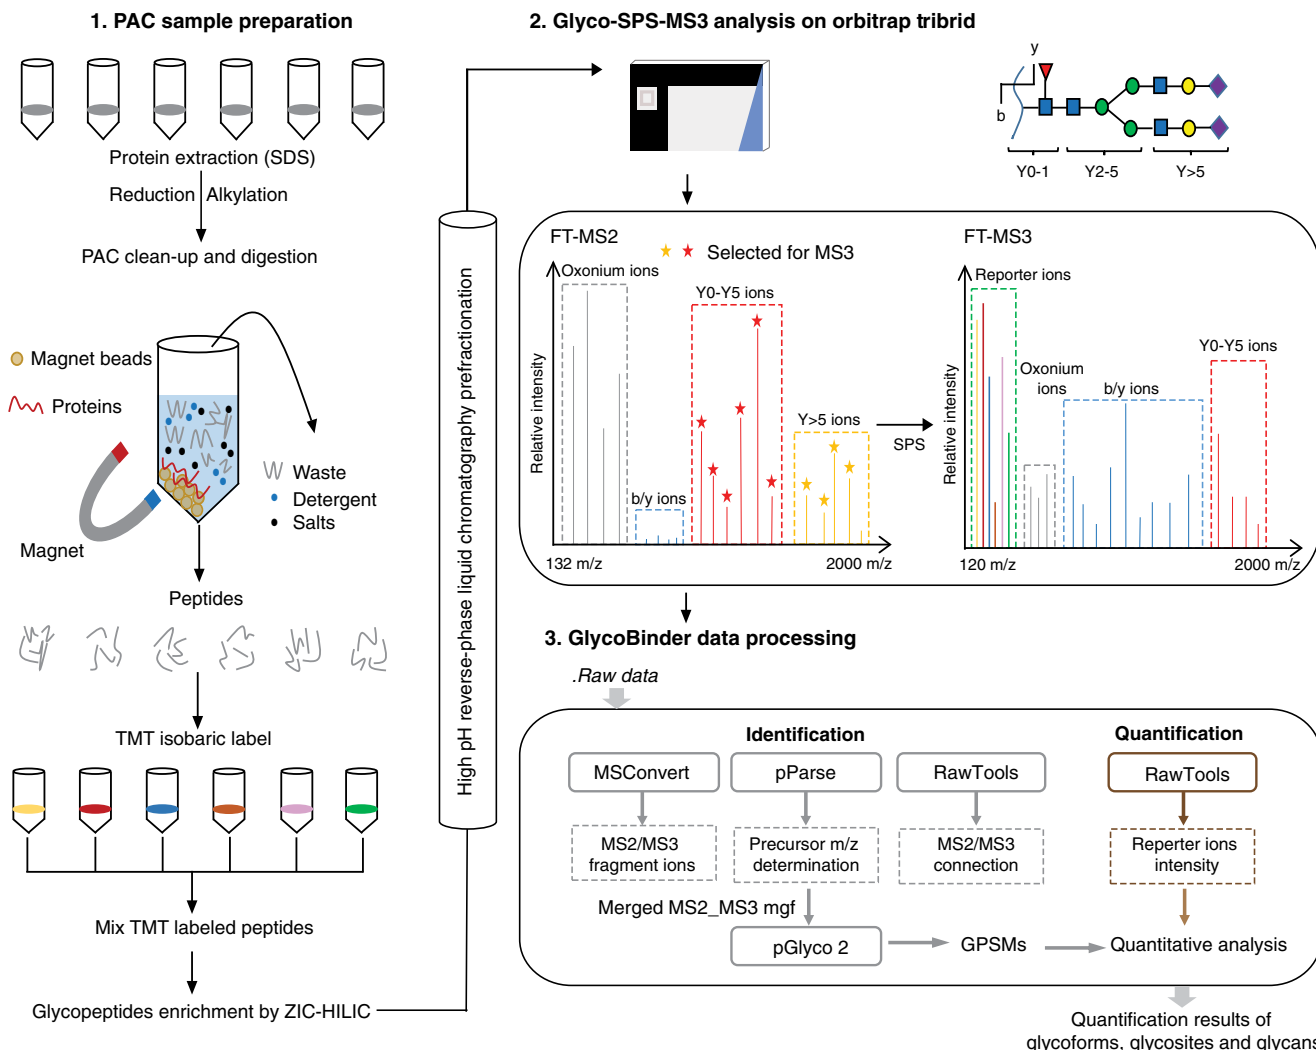 1. PAC sample preparation
Protein extraction (SDS)
Reduction Alkylation
PAC clean-up and digestion
Magnet beads
Proteins
Waste
Detergent
Salts
Magnet
Peptides
TMT isobaric label
Mix TMT labeled peptides
Glycopeptides enrichment by ZIC-HILIC
High pH reverse-phase liquid chromatography prefractionation
2. Glyco-SPS-MS3 analysis on orbitrap tribrid
y
b
Y0-1 Y2-5 Y>5
FT-MS2
Selected for MS3
Oxonium ions
Y0-Y5 ions
Y>5 ions
b/y ions
Relative intensity
132 m/z 2000 m/z
SPS
FT-MS3
Reporter ions
Oxonium
ions
b/y ions
Y0-Y5 ions
Relative intensity
120 m/z 2000 m/z
3. GlycoBinder data processing
.Raw data
Identification
Quantification
MSConvert
pParse
RawTools
RawTools
MS2/MS3
fragment ions
Precursor m/z
determination
MS2/MS3
connection
Reperter ions
intensity
Merged MS2_MS3 mgf
pGlyco 2
GPSMs
Quantitative analysis
Quantification results of
glycoforms, glycosites and glycans